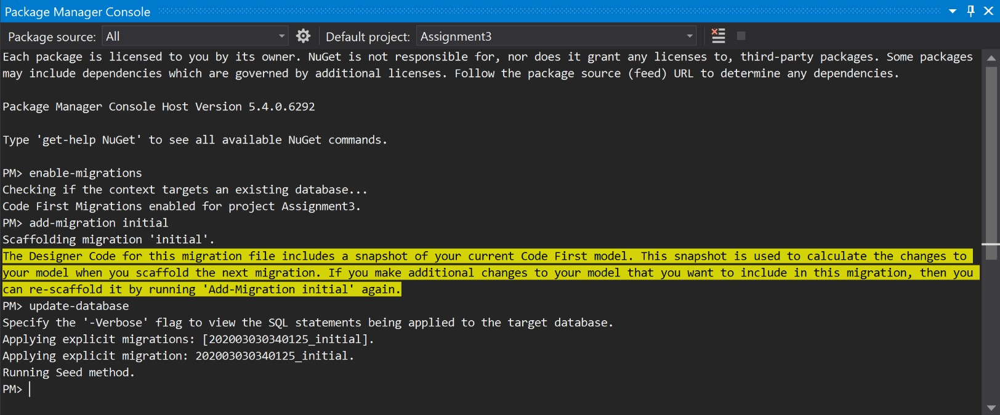 Package Manager Console
Package source: All Default project: Assignment3
Each package is licensed to you by its owner. NuGet is not responsible for, nor does it grant any licenses to, third-party packages. Some packages
may include dependencies which are governed by additional licenses. Follow the package source (feed) URL to determine any dependencies.
Package Manager Console Host Version 5.4.0.6292
Type 'get-help NuGet' to see all available NuGet commands.
PM> enable-migrations
Checking if the context targets an existing database...
Code First Migrations enabled for project Assignment3.
PM> add-migration initial
Scaffolding migration 'initial'.
The Designer Code for this migration file includes a snapshot of your current Code First model. This snapshot is used to calculate the changes to
your model when you scaffold the next migration. If you make additional changes to your model that you want to include in this migration, then you
can re-scaffold it by running 'Add-Migration initial' again.
PM> update-database
Specify the '-Verbose' flag to view the SQL statements being applied to the target database.
Applying explicit migrations: [202003030340125_initial].
Applying explicit migration: 202003030340125_initial.
Running Seed method.
PM>